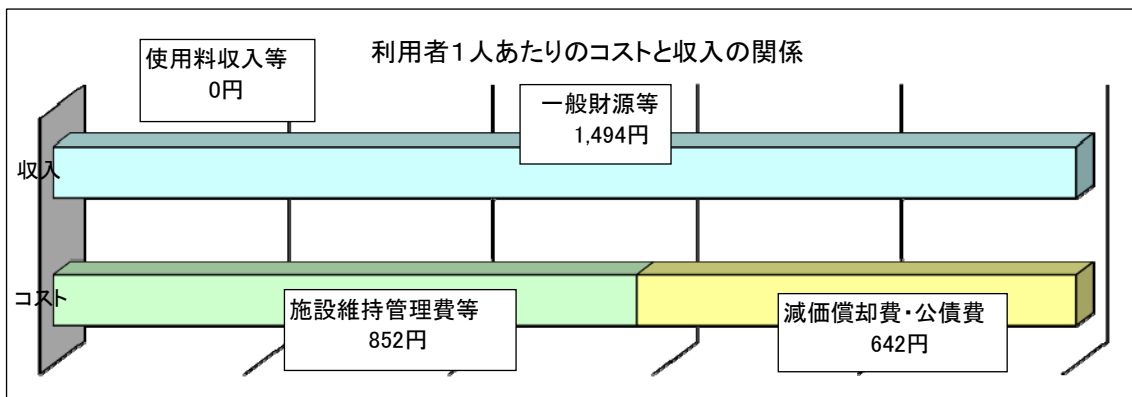 利用者１人あたりのコストと収入の関係
使用料収入等
0円
一般財源等
1,494円
収入
コスト
施設維持管理費等
852円
減価償却費・公債費
642円